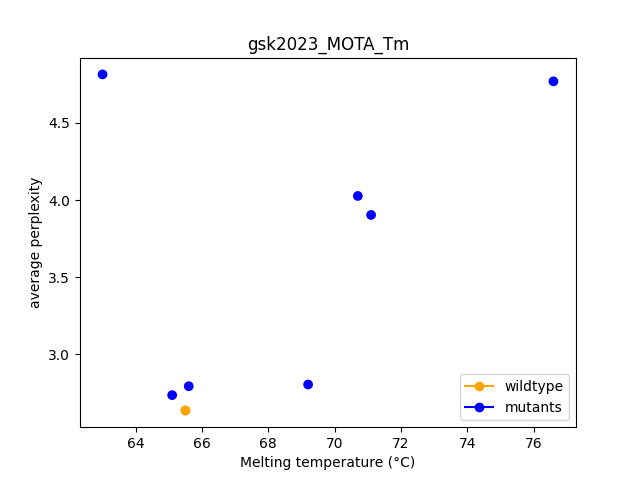 gsk2023_MOTA_Tm
average perplexity
4.5
4.0
3.5
3.0
64
66
68
70
72
74
76
Melting temperature (°C)
wildtype
mutants